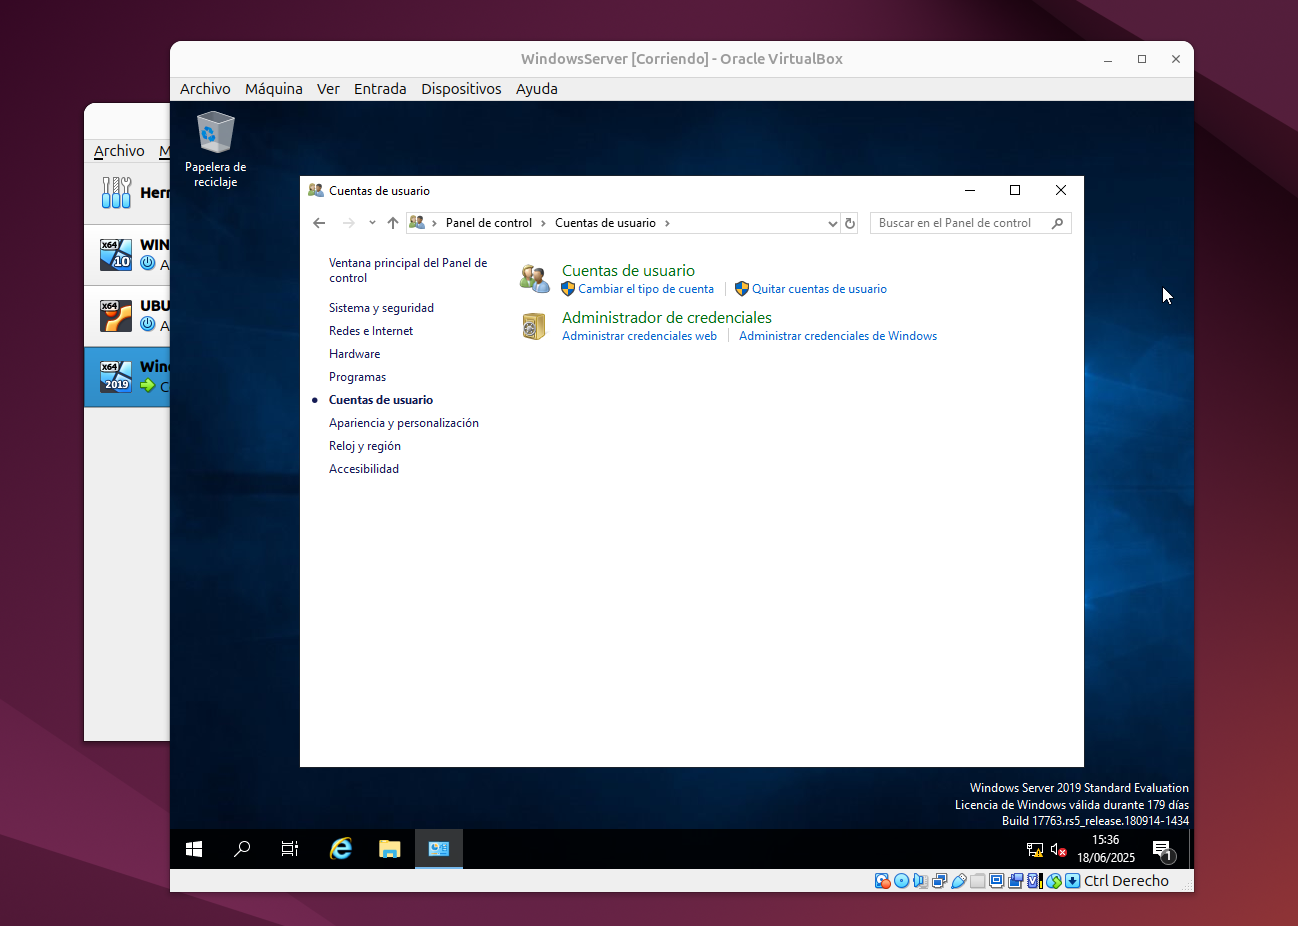 WindowsServer [Corriendo] - Oracle VirtualBox
Archivo Máquina Ver Entrada Dispositivos Ayuda
Archivo M
Herr
x64 10 WIN
A
x64 UBU
A
x64 2019 Wind
C
Papelera de
reciclaje
Cuentas de usuario
Panel de control Cuentas de usuario
Buscar en el Panel de control
Ventana principal del Panel de
control
Sistema y seguridad
Redes e Internet
Hardware
Programas
Cuentas de usuario
Apariencia y personalización
Reloj y región
Accesibilidad
Cuentas de usuario
Cambiar el tipo de cuenta Quitar cuentas de usuario
Administrador de credenciales
Administrar credenciales web Administrar credenciales de Windows
Windows Server 2019 Standard Evaluation
Licencia de Windows válida durante 179 días
Build 17763.rs5_release.180914-1434
15:36
18/06/2025
1
Ctrl Derecho